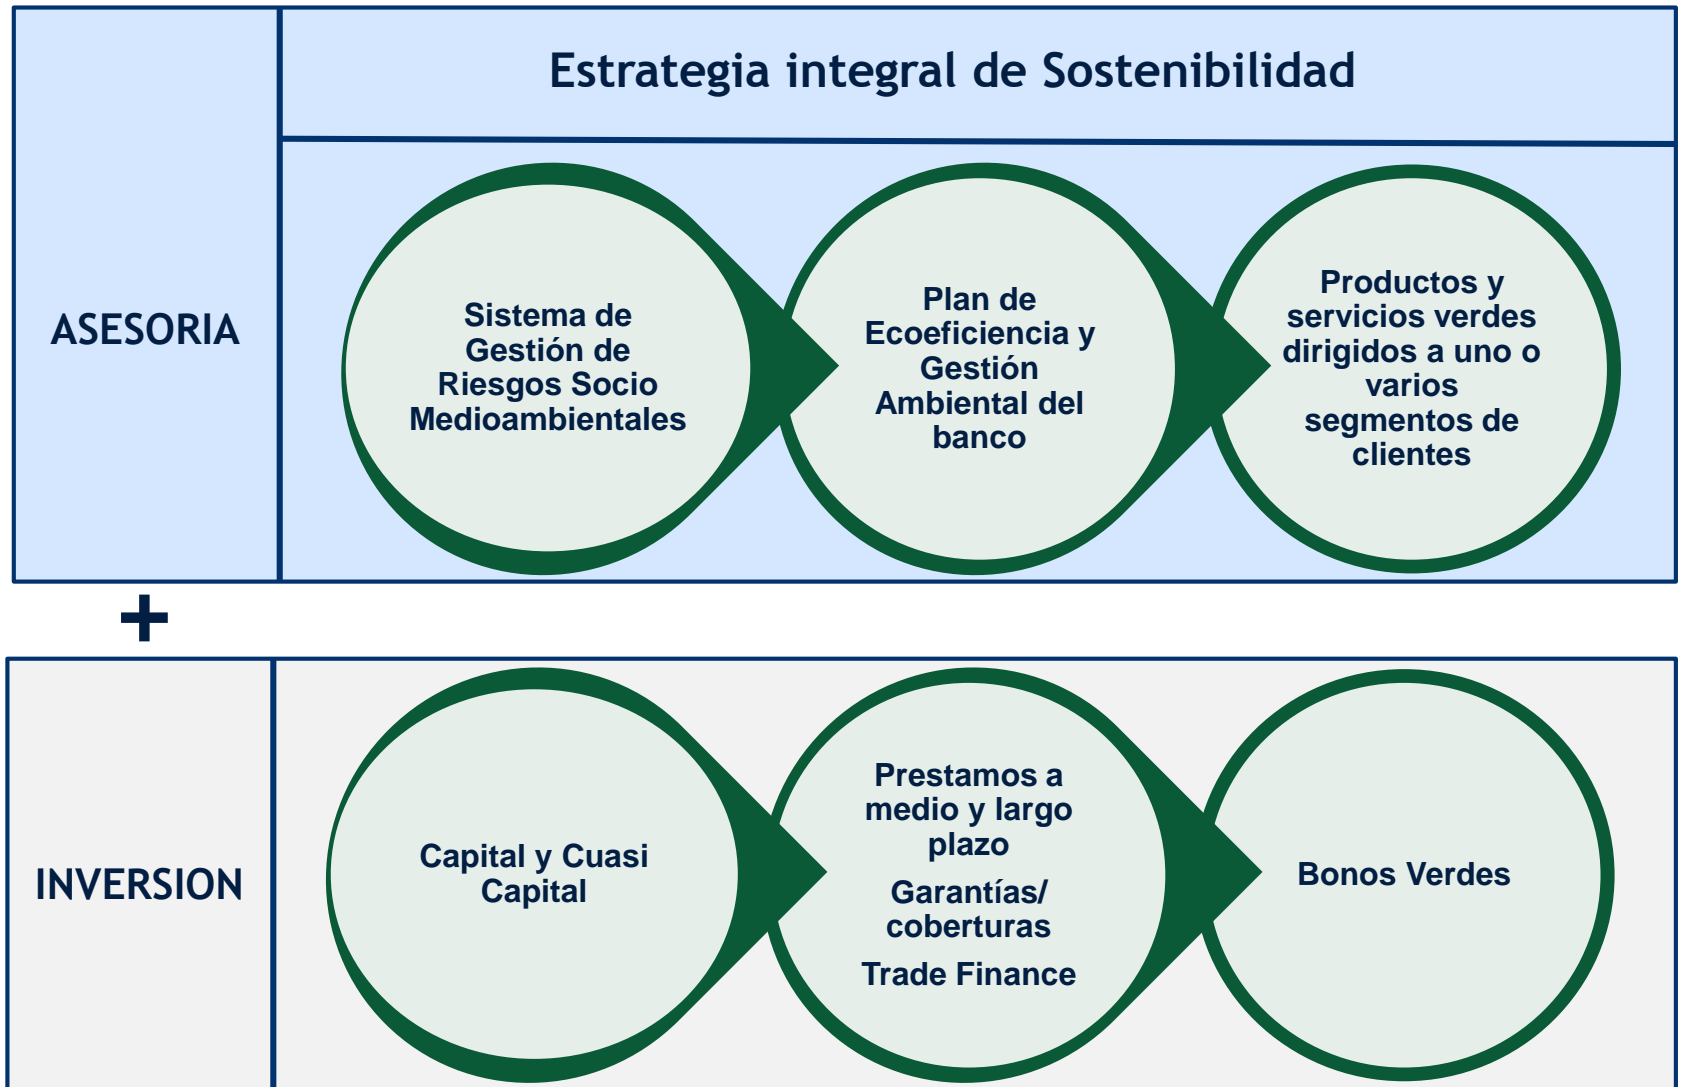 Estrategia integral de Sostenibilidad
ASESORIA
Sistema de
Gestión de
Riesgos Socio
Medioambientales
Plan de
Ecoeficiencia y
Gestión
Ambiental del
banco
Productos y
servicios verdes
dirigidos a uno o
varios
segmentos de
clientes
+
INVERSION
Capital y Cuasi
Capital
Prestamos a
medio y largo
plazo
Garantías/
coberturas
Trade Finance
Bonos Verdes